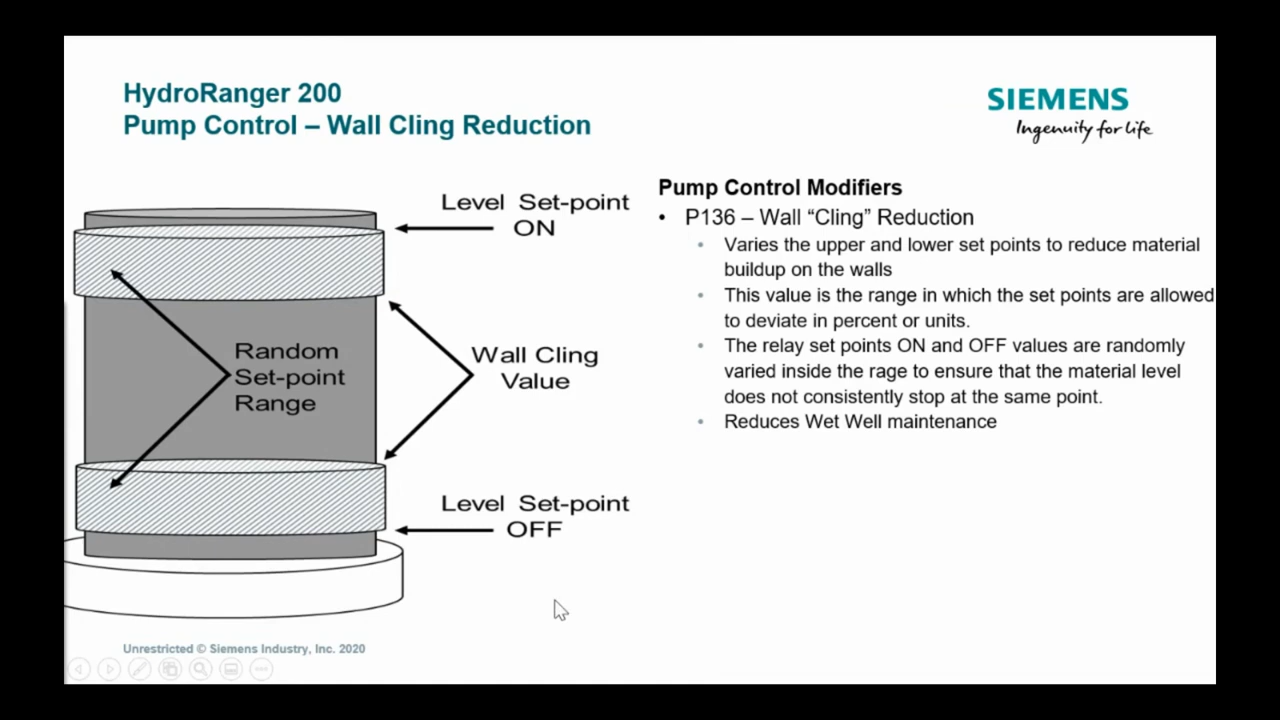 HydroRanger 200
Pump Control – Wall Cling Reduction
SIEMENS
Ingenuity for life
Level Set-point
ON
Random
Set-point
Range
Wall Cling
Value
Level Set-point
OFF
Pump Control Modifiers
• P136 – Wall “Cling” Reduction
• Varies the upper and lower set points to reduce material
buildup on the walls
• This value is the range in which the set points are allowed
to deviate in percent or units.
• The relay set points ON and OFF values are randomly
varied inside the rage to ensure that the material level
does not consistently stop at the same point.
• Reduces Wet Well maintenance
Unrestricted © Siemens Industry, Inc. 2020